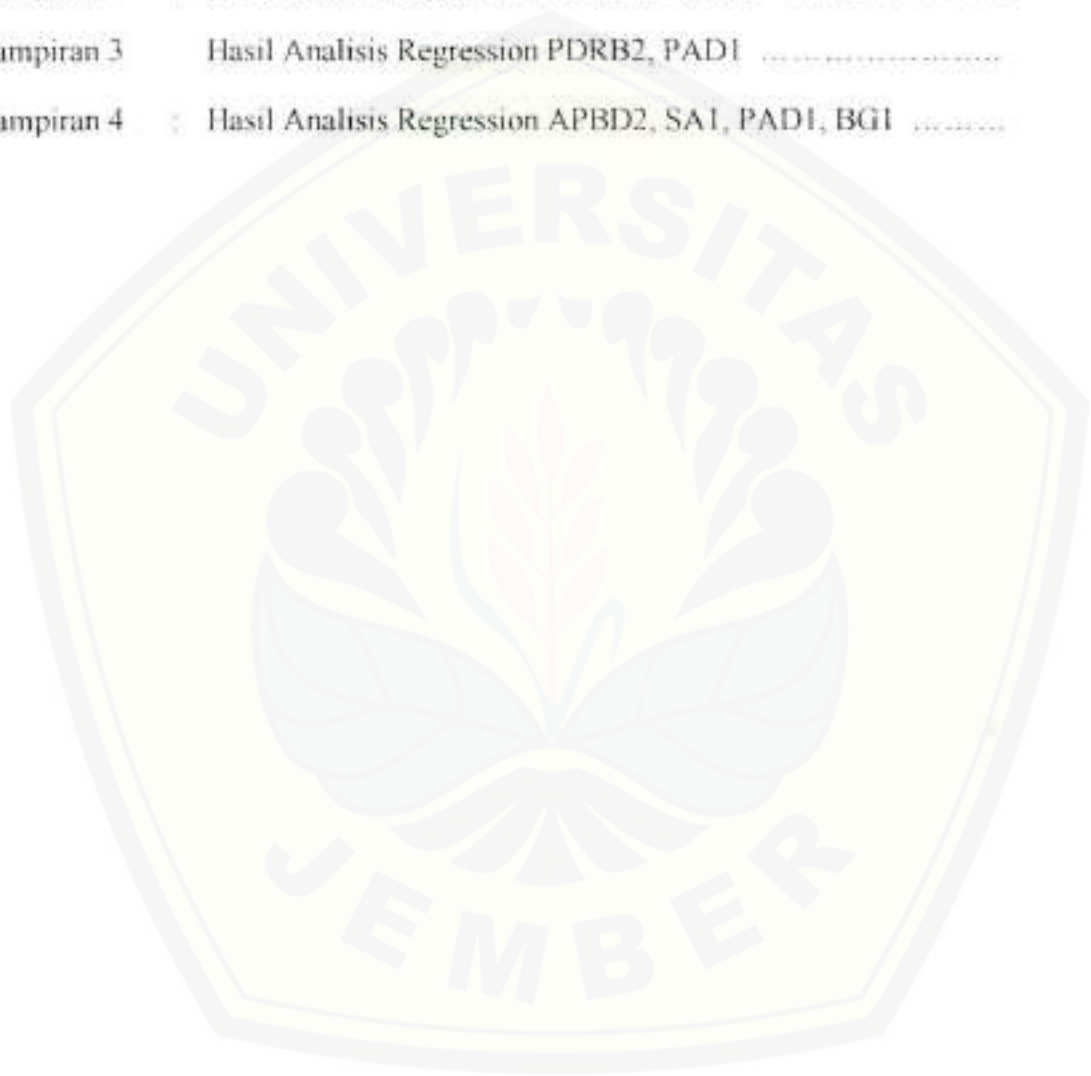 ampiran 3 Hasil Analisis Regression PDRB2, PAD1 ........................
ampiran 4 : Hasil Analisis Regression APBD2, SA1, PAD1, BG1 .........
UNIVERSITAS
JEMBER